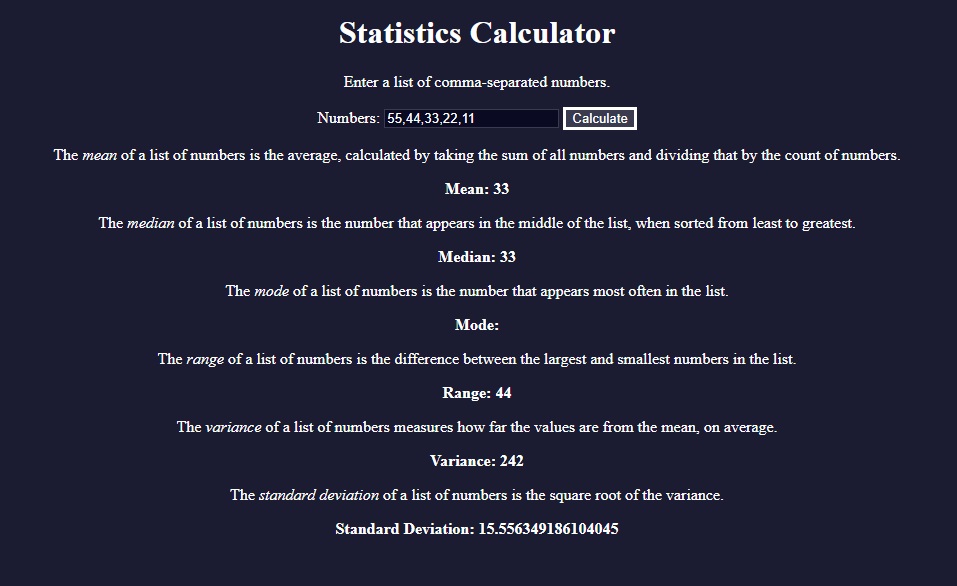 Statistics Calculator
Enter a list of comma-separated numbers.
Numbers: 55,44,33,22,11 Calculate
The mean of a list of numbers is the average, calculated by taking the sum of all numbers and dividing that by the count of numbers.
Mean: 33
The median of a list of numbers is the number that appears in the middle of the list, when sorted from least to greatest.
Median: 33
The mode of a list of numbers is the number that appears most often in the list.
Mode:
The range of a list of numbers is the difference between the largest and smallest numbers in the list.
Range: 44
The variance of a list of numbers measures how far the values are from the mean, on average.
Variance: 242
The standard deviation of a list of numbers is the square root of the variance.
Standard Deviation: 15.556349186104045